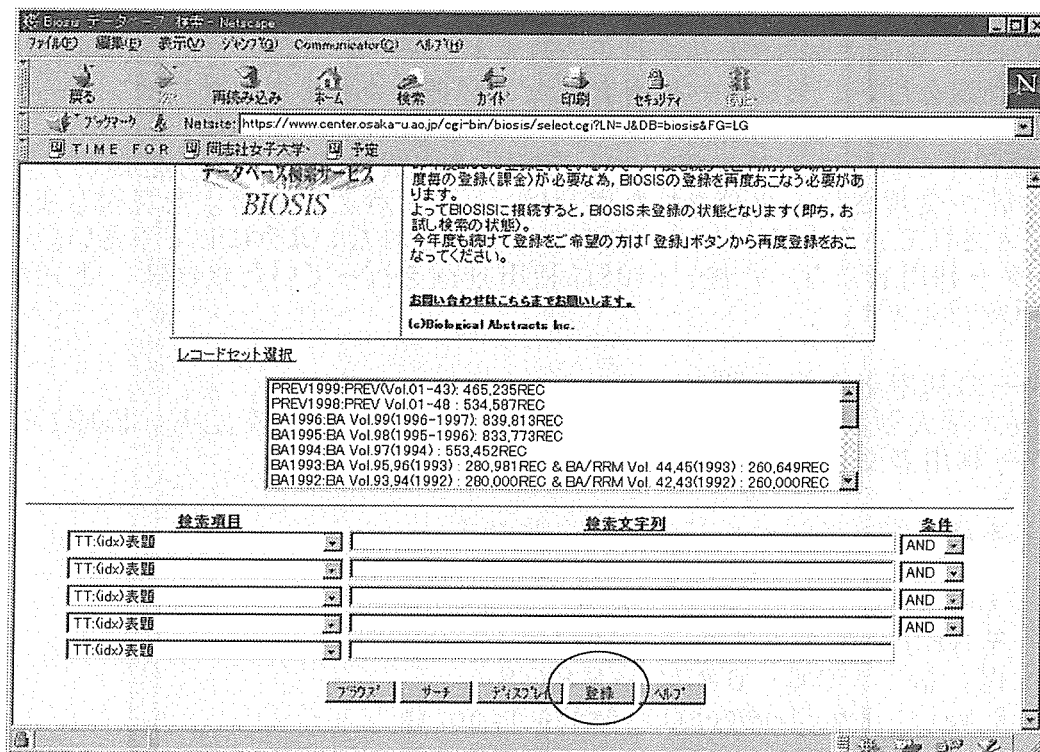 Biosis データベース 検索 - Netscape
ファイル(F) 編集(E) 表示(V) ジャンプ(G) Communicator(C) ヘルプ(H)
戻る 再読み込み ホーム 検索 ガイド 印刷 セキュリティ 停止
ブックマーク Netsite: https://www.center.osaka-u.ac.jp/cgi-bin/biosis/select.cgi?LN=J&DB=biosis&FG=LG
TIME FOR 同志社女子大学 予定
データベース検索サービス
BIOSIS
度毎の登録(課金)が必要な為, BIOSISの登録を再度おこなう必要があ
ります。
よってBIOSISに接続すると, BIOSIS未登録の状態となります(即ち, お
試し検索の状態)。
今年度も続けて登録をご希望の方は「登録」ボタンから再度登録をおこ
なってください。
お問い合わせはこちらまでお願いします。
(c)Biological Abstracts Inc.
レコードセット選択
PREV1999:PREV(Vol.01-43): 465,235REC
PREV1998:PREV Vol.01-48 : 534,587REC
BA1996:BA Vol.99(1996-1997): 839,813REC
BA1995:BA Vol.98(1995-1996): 833,773REC
BA1994:BA Vol.97(1994) : 553,452REC
BA1993:BA Vol.95,96(1993) : 280,981REC & BA/RRM Vol. 44,45(1993) : 260,649REC
BA1992:BA Vol.93,94(1992) : 280,000REC & BA/RRM Vol. 42,43(1992) : 260,000REC
検索項目 検索文字列 条件
TT:(idx)表題 AND
TT:(idx)表題 AND
TT:(idx)表題 AND
TT:(idx)表題 AND
TT:(idx)表題
ブラウズ サーチ ディスプレイ 登録 ヘルプ